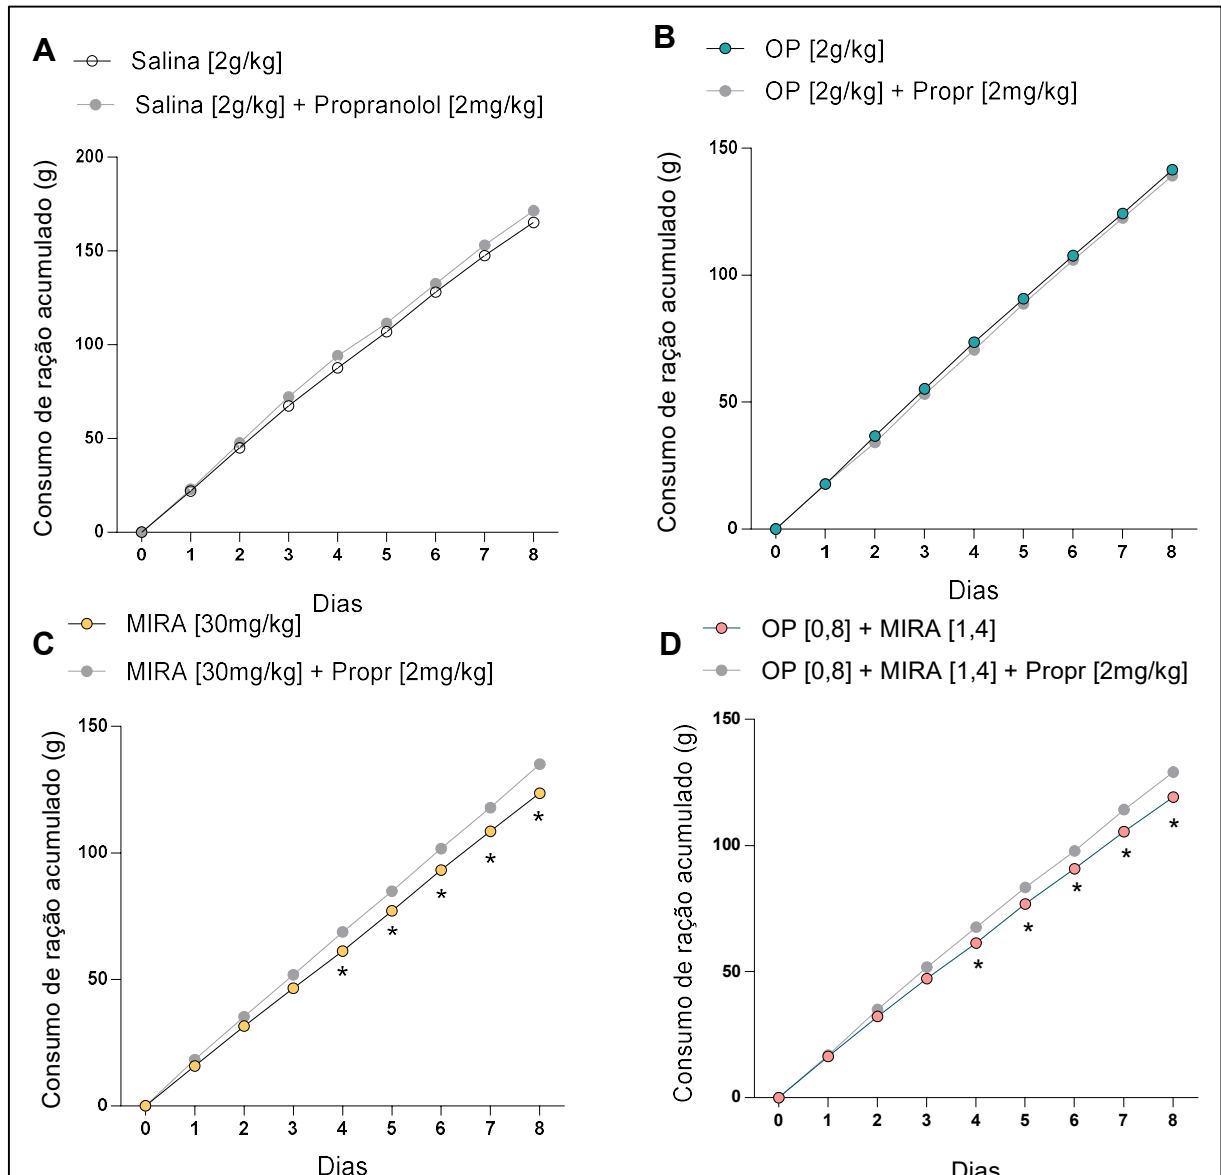 A
Salina [2g/kg]
Salina [2g/kg] + Propranolol [2mg/kg]
Consumo de ração acumulado (g)
200
150
100
50
0
0 1 2 3 4 5 6 7 8
Dias
B
OP [2g/kg]
OP [2g/kg] + Propr [2mg/kg]
Consumo de ração acumulado (g)
150
100
50
0
0 1 2 3 4 5 6 7 8
Dias
C
MIRA [30mg/kg]
MIRA [30mg/kg] + Propr [2mg/kg]
Consumo de ração acumulado (g)
150
100
50
0
* * * * *
0 1 2 3 4 5 6 7 8
Dias
D
OP [0,8] + MIRA [1,4]
OP [0,8] + MIRA [1,4] + Propr [2mg/kg]
Consumo de ração acumulado (g)
150
100
50
0
* * * * *
0 1 2 3 4 5 6 7 8
Dias